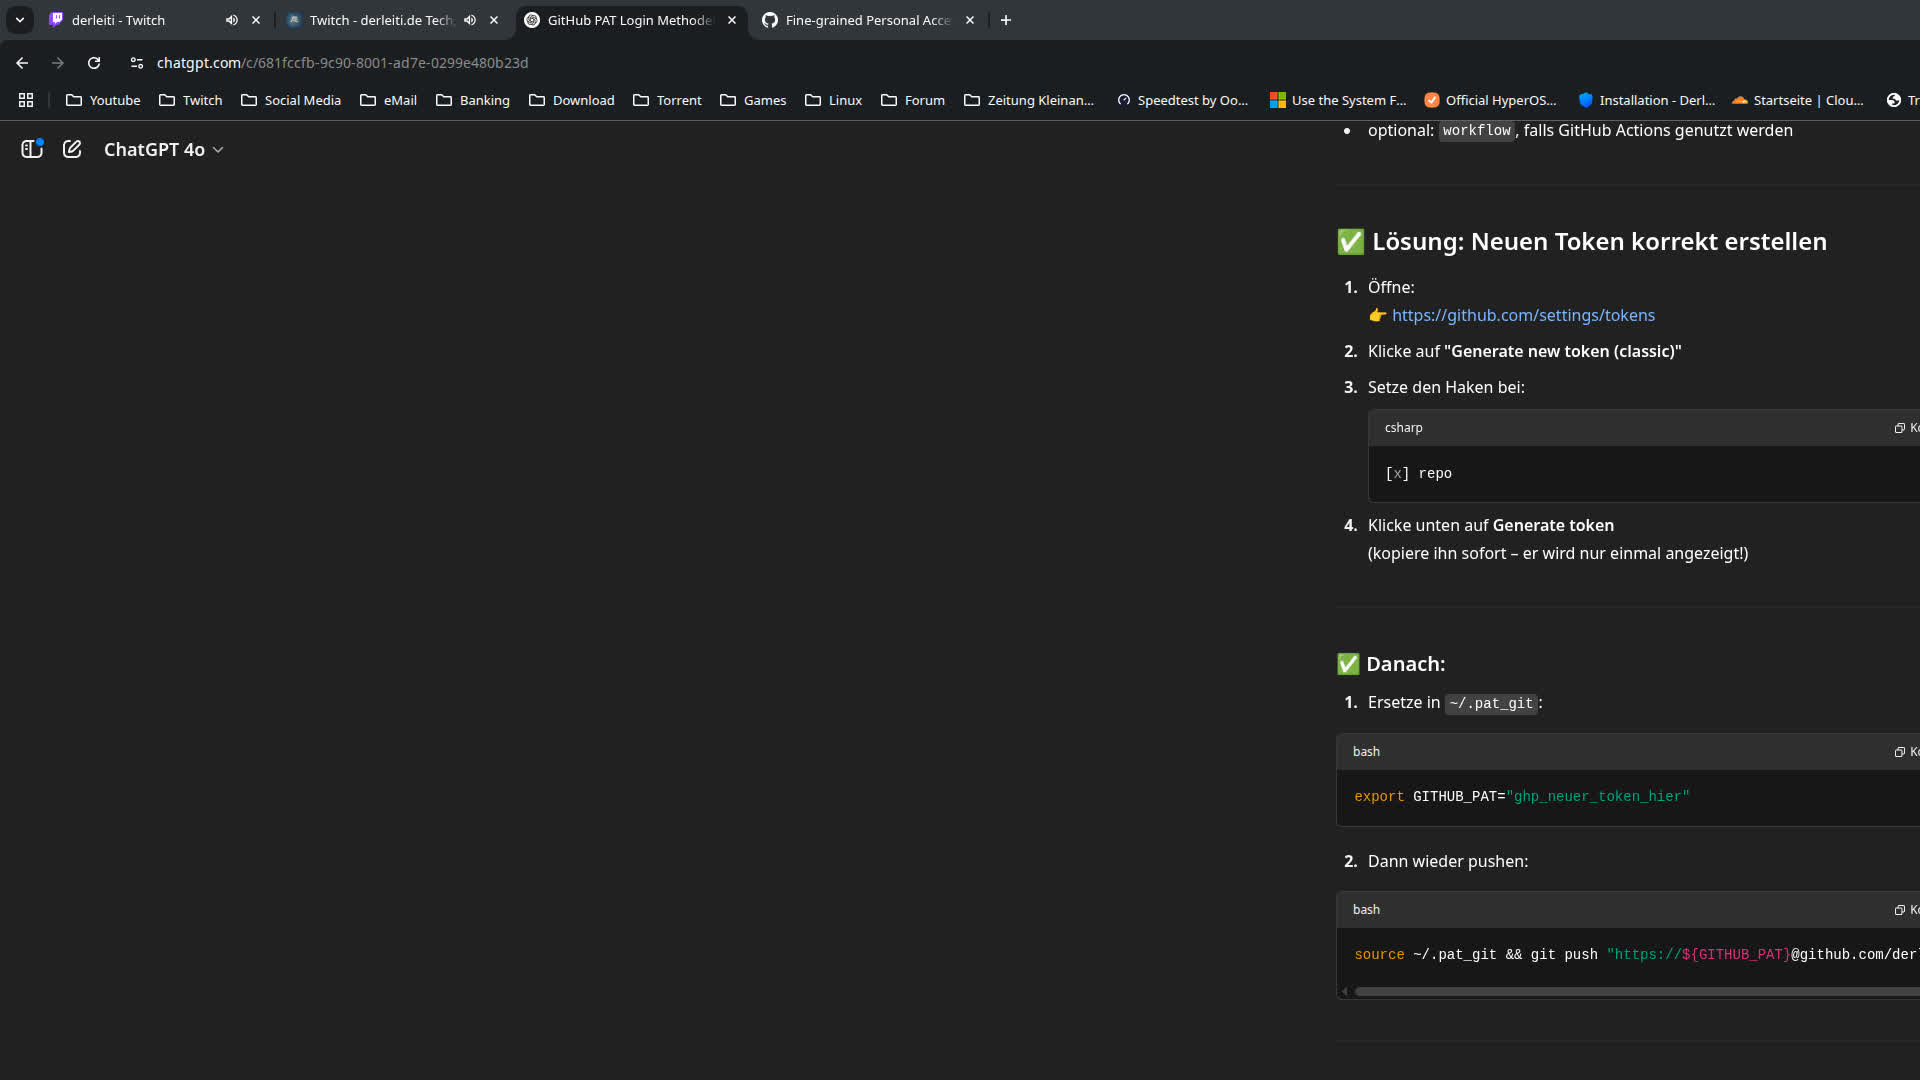 derleiti - Twitch
Twitch - derleiti.de Tech
GitHub PAT Login Methode
Fine-grained Personal Acce
chatgpt.com/c/681fccfb-9c90-8001-ad7e-0299e480b23d
Youtube
Twitch
Social Media
eMail
Banking
Download
Torrent
Games
Linux
Forum
Zeitung Kleinan...
Speedtest by Oo...
Use the System F...
Official HyperOS...
Installation - Derl...
Startseite | Clou...
Tr
ChatGPT 4o
• optional: workflow, falls GitHub Actions genutzt werden
✅ Lösung: Neuen Token korrekt erstellen
1. Öffne:
👉 https://github.com/settings/tokens
2. Klicke auf "Generate new token (classic)"
3. Setze den Haken bei:
csharp
Ko
[x] repo
4. Klicke unten auf Generate token
(kopiere ihn sofort – er wird nur einmal angezeigt!)
✅ Danach:
1. Ersetze in ~/.pat_git:
bash
Ko
export GITHUB_PAT="ghp_neuer_token_hier"
2. Dann wieder pushen:
bash
Ko
source ~/.pat_git && git push "https://${GITHUB_PAT}@github.com/derl